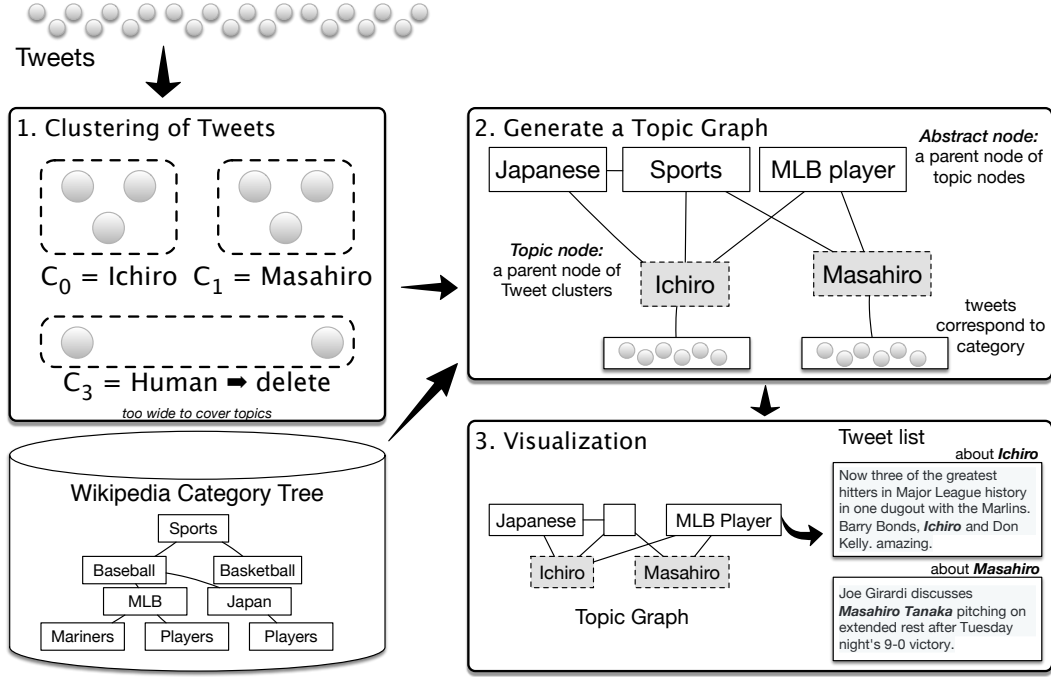 Tweets
1. Clustering of Tweets
C0 = Ichiro C1 = Masahiro
C3 = Human ➡ delete
too wide to cover topics
Wikipedia Category Tree
Sports
Baseball Basketball
MLB Japan
Mariners Players Players
2. Generate a Topic Graph
Abstract node:
a parent node of
topic nodes
Japanese Sports MLB player
Topic node:
a parent node of
Tweet clusters
Ichiro Masahiro
tweets
correspond to
category
3. Visualization
Japanese MLB Player
Ichiro Masahiro
Topic Graph
Tweet list
about Ichiro
Now three of the greatest
hitters in Major League history
in one dugout with the Marlins.
Barry Bonds, Ichiro and Don
Kelly. amazing.
about Masahiro
Joe Girardi discusses
Masahiro Tanaka pitching on
extended rest after Tuesday
night's 9-0 victory.